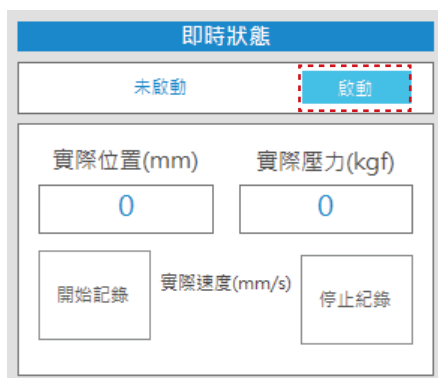 即時狀態
未啟動 啟動
實際位置(mm) 實際壓力(kgf)
0 0
開始記錄 實際速度(mm/s) 停止紀錄